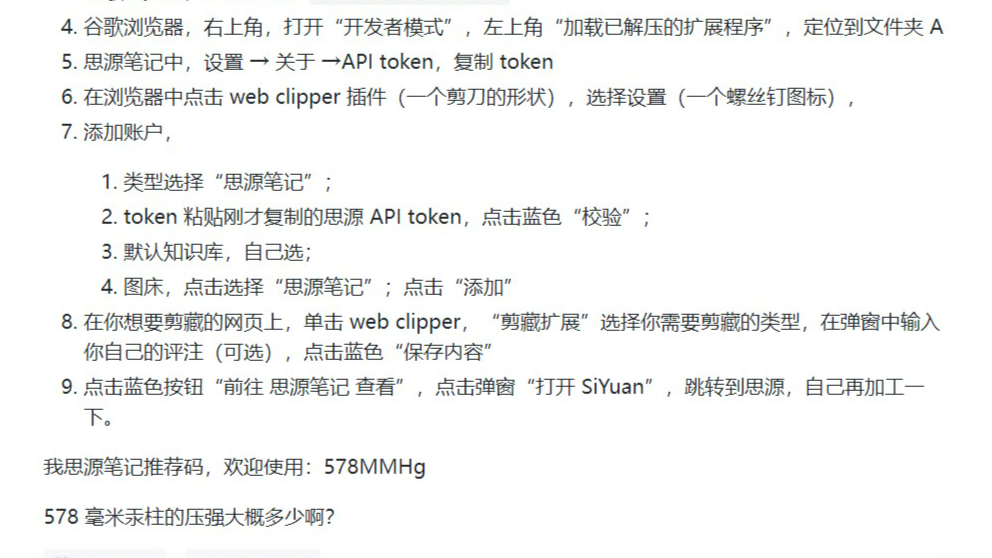 4. 谷歌浏览器，右上角，打开“开发者模式”，左上角“加载已解压的扩展程序”，定位到文件夹 A
5. 思源笔记中，设置 → 关于 →API token，复制 token
6. 在浏览器中点击 web clipper 插件（一个剪刀的形状），选择设置（一个螺丝钉图标），
7. 添加账户，
1. 类型选择“思源笔记”；
2. token 粘贴刚才复制的思源 API token，点击蓝色“校验”；
3. 默认知识库，自己选；
4. 图床，点击选择“思源笔记”；点击“添加”
8. 在你想要剪藏的网页上，单击 web clipper，“剪藏扩展”选择你需要剪藏的类型，在弹窗中输入
你自己的评注（可选），点击蓝色“保存内容”
9. 点击蓝色按钮“前往 思源笔记 查看”，点击弹窗“打开 SiYuan”，跳转到思源，自己再加工一
下。
我思源笔记推荐码，欢迎使用：578MMHg
578 毫米汞柱的压强大概多少啊？